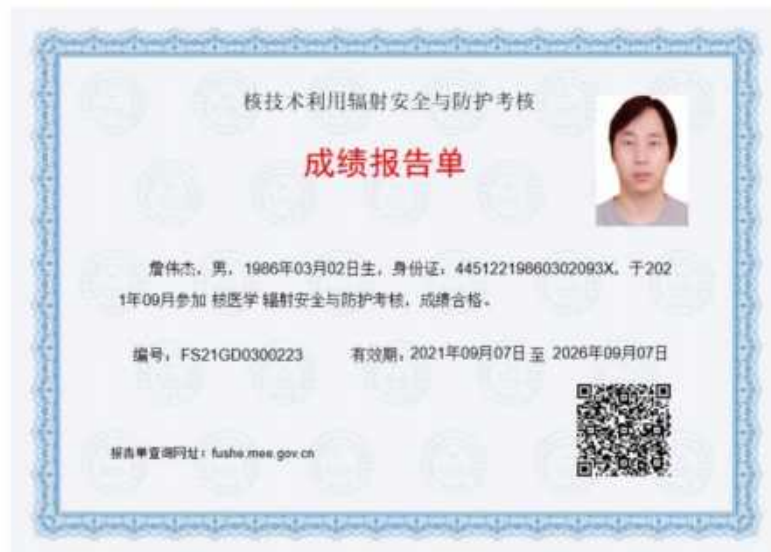 核技术利用辐射安全与防护考核
成绩报告单
詹伟杰，男，1986年03月02日生，身份证：44512219860302093X，于202
1年09月参加 核医学 辐射安全与防护考核，成绩合格。
编号：FS21GD0300223 有效期：2021年09月07日 至 2026年09月07日
报告单查询网址：fushe.mee.gov.cn